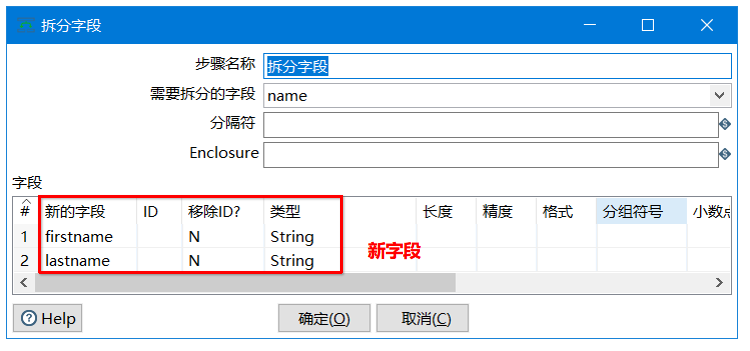 拆分字段
步骤名称 拆分字段
需要拆分的字段 name
分隔符
Enclosure
字段
# 新的字段 ID 移除ID? 类型 长度 精度 格式 分组符号 小数点
1 firstname N String
2 lastname N String
新字段
Help 确定(O) 取消(C)